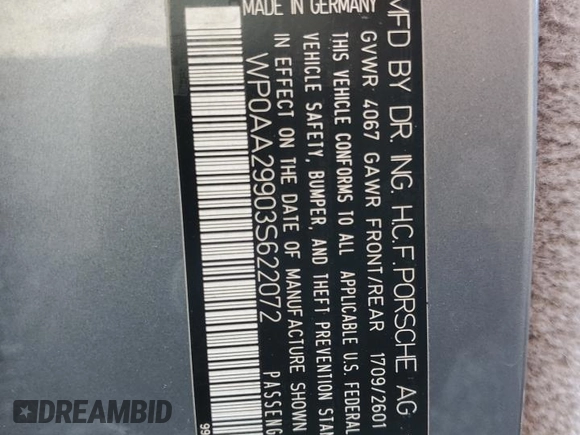 MFD BY DR. ING. H.C.F. PORSCHE AG
GVWR 4067 GAWR FRONT/REAR 1709/2601
THIS VEHICLE CONFORMS TO ALL APPLICABLE U.S. FEDERAL
VEHICLE SAFETY, BUMPER, AND THEFT PREVENTION STAN
IN EFFECT ON THE DATE OF MANUFACTURE SHOWN
WP0AA29903S622072
PASSENG
MADE IN GERMANY
99
DREAMBID